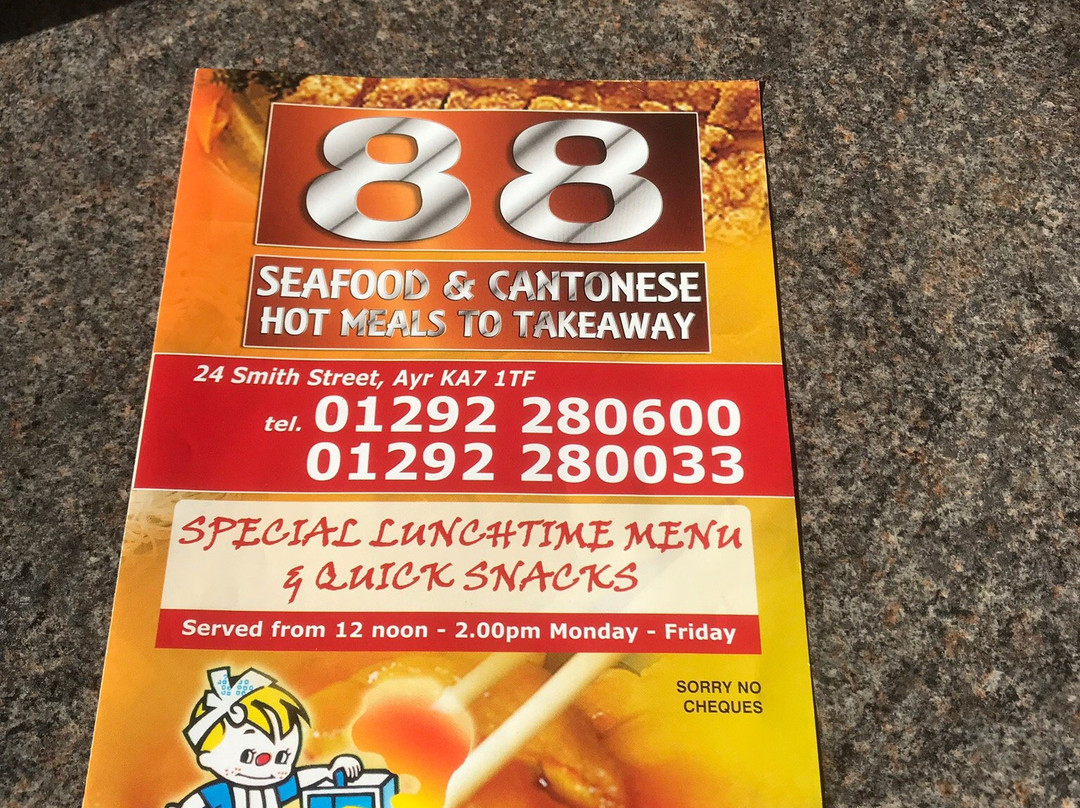 88
SEAFOOD & CANTONESE
HOT MEALS TO TAKEAWAY
24 Smith Street, Ayr KA7 1TF
tel. 01292 280600
01292 280033
SPECIAL LUNCHTIME MENU
& QUICK SNACKS
Served from 12 noon - 2.00pm Monday - Friday
SORRY NO
CHEQUES